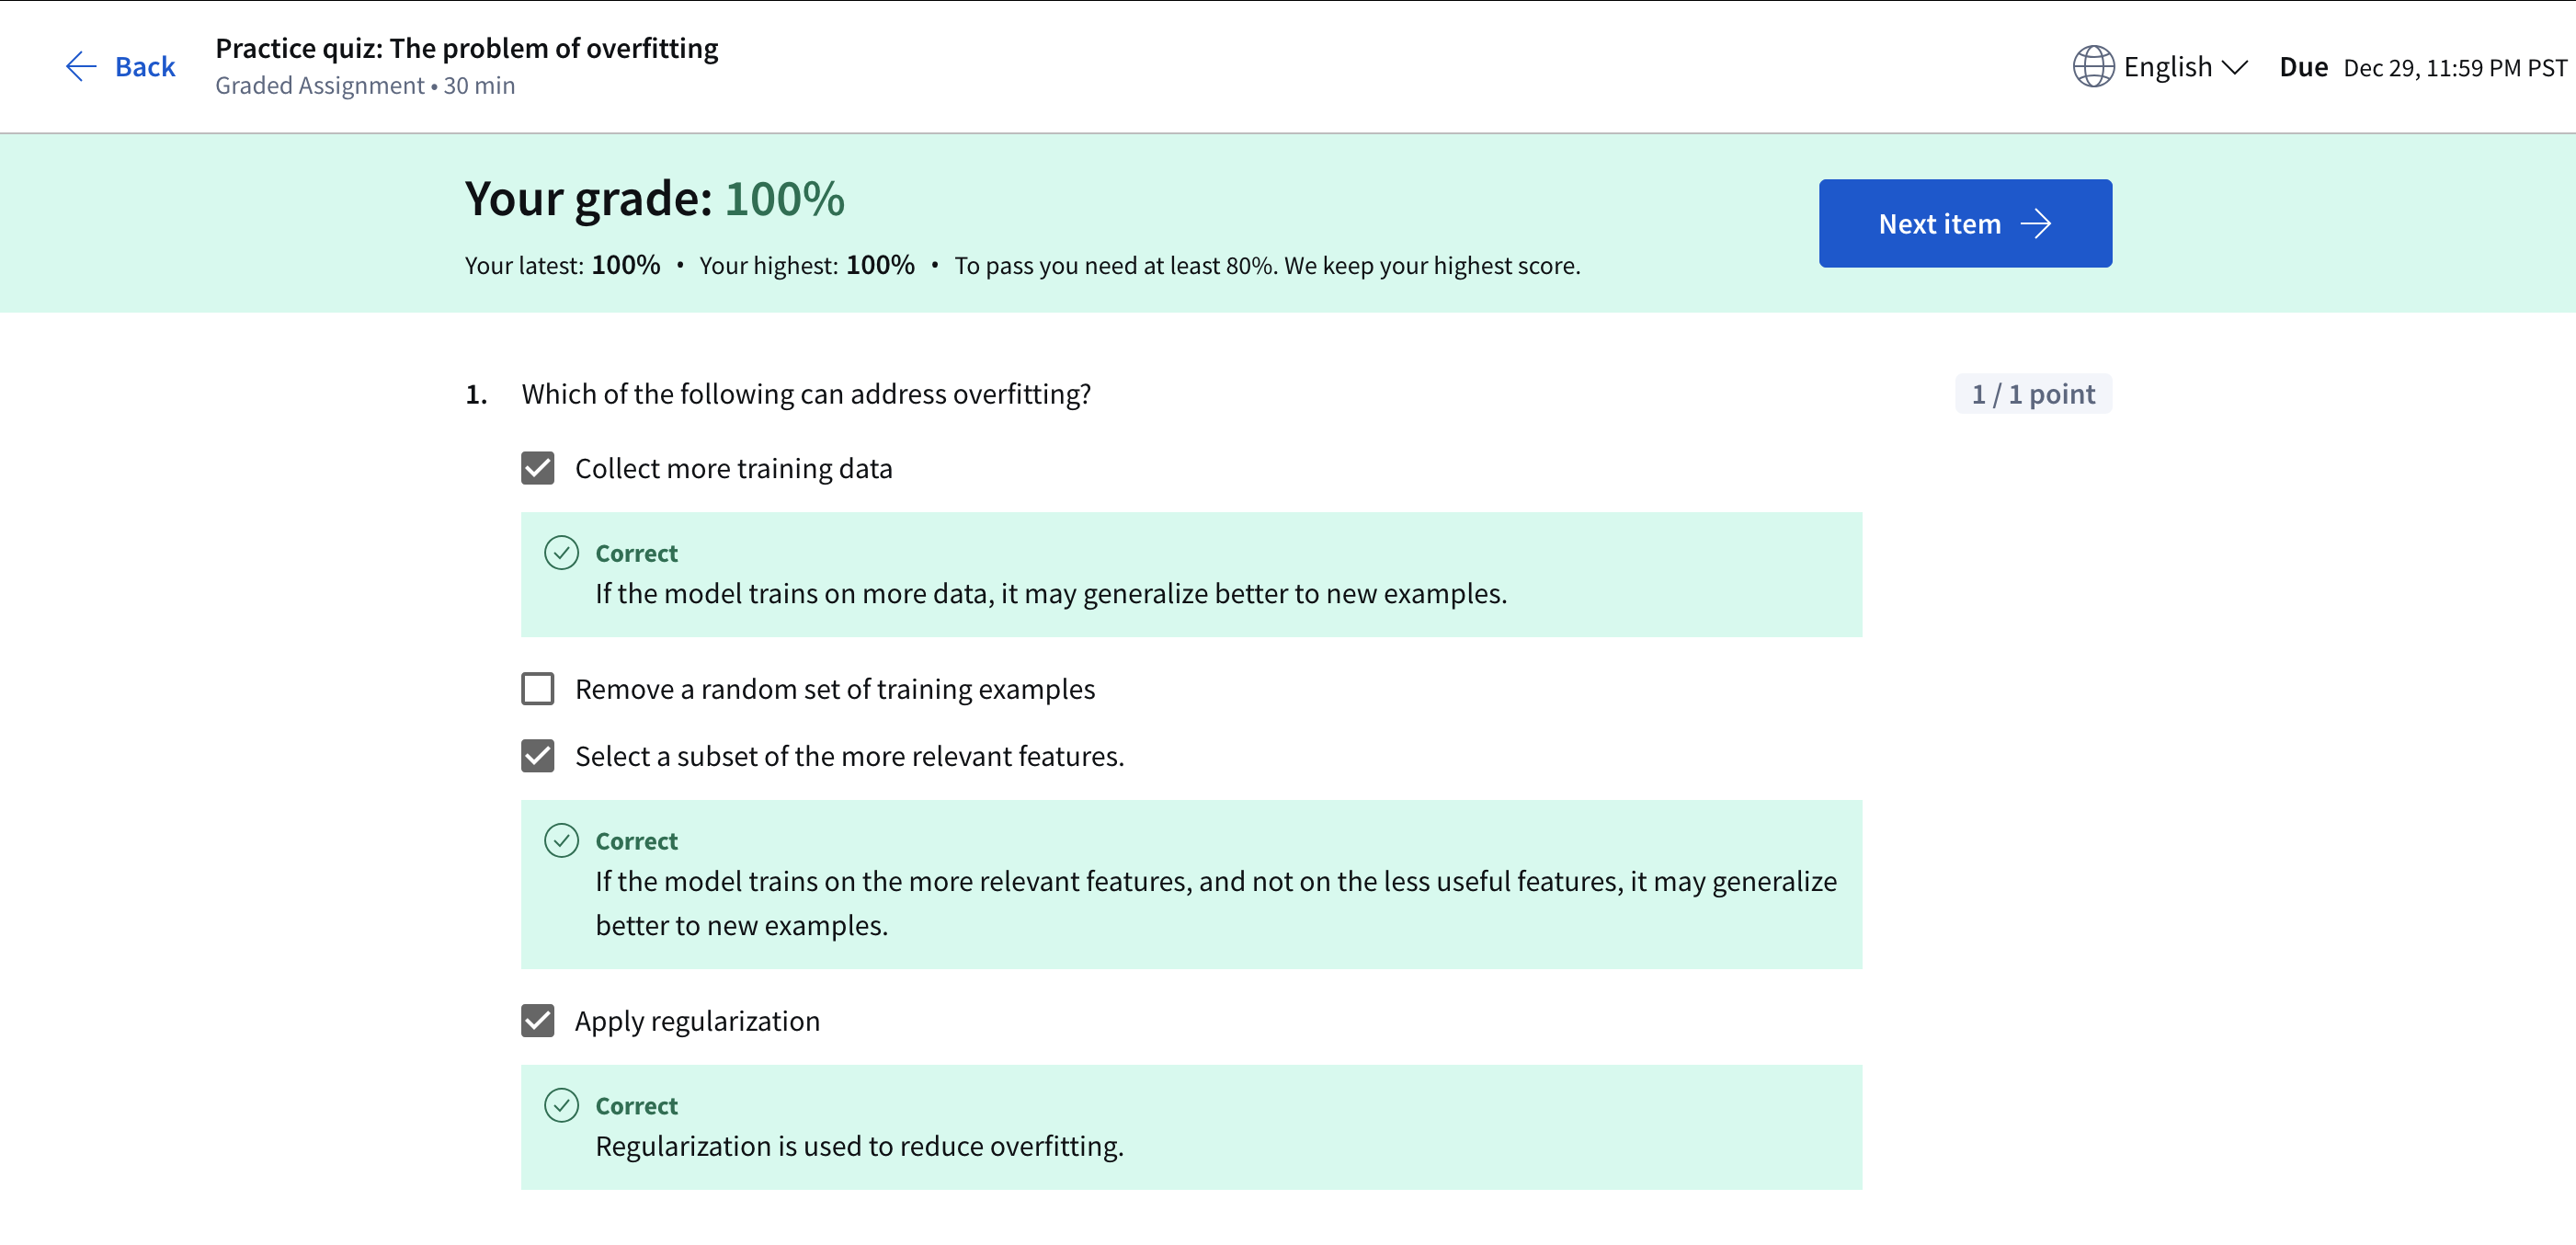 Back
Practice quiz: The problem of overfitting
Graded Assignment • 30 min
English
Due Dec 29, 11:59 PM PST
Your grade: 100%
Your latest: 100% • Your highest: 100% • To pass you need at least 80%. We keep your highest score.
Next item
1. Which of the following can address overfitting?
1 / 1 point
Collect more training data
Correct
If the model trains on more data, it may generalize better to new examples.
Remove a random set of training examples
Select a subset of the more relevant features.
Correct
If the model trains on the more relevant features, and not on the less useful features, it may generalize
better to new examples.
Apply regularization
Correct
Regularization is used to reduce overfitting.